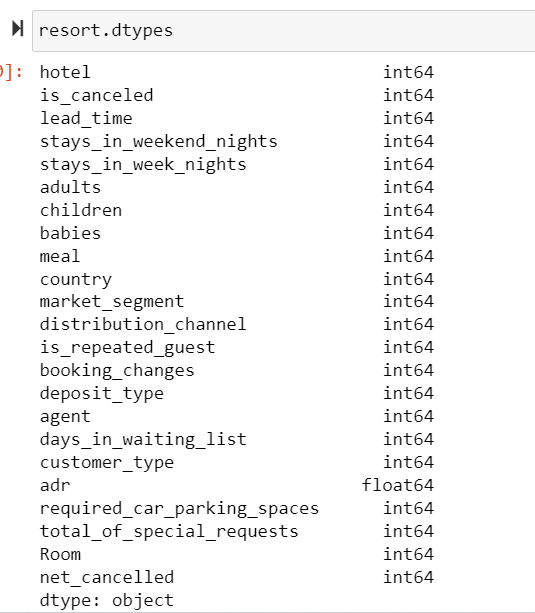 resort.dtypes
]:
hotel int64
is_canceled int64
lead_time int64
stays_in_weekend_nights int64
stays_in_week_nights int64
adults int64
children int64
babies int64
meal int64
country int64
market_segment int64
distribution_channel int64
is_repeated_guest int64
booking_changes int64
deposit_type int64
agent int64
days_in_waiting_list int64
customer_type int64
adr float64
required_car_parking_spaces int64
total_of_special_requests int64
Room int64
net_cancelled int64
dtype: object